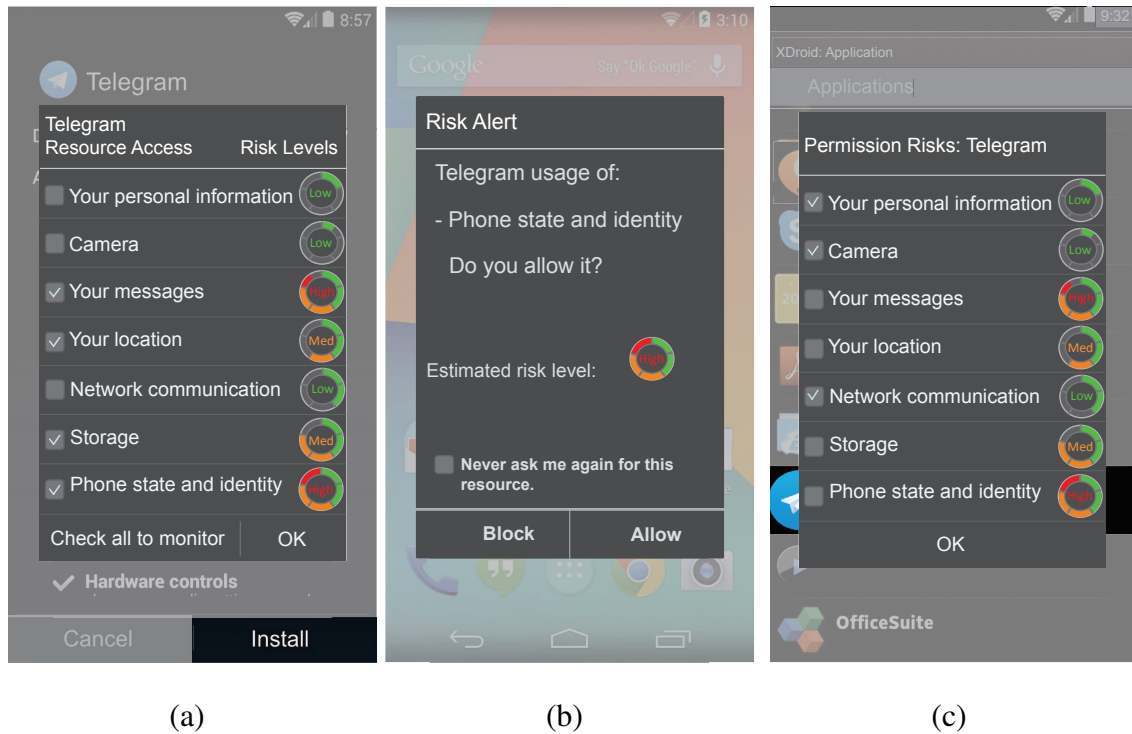 8:57
Telegram
Telegram
Resource Access Risk Levels
Your personal information Low
Camera Low
Your messages High
Your location Med
Network communication Low
Storage Med
Phone state and identity High
Check all to monitor OK
Hardware controls
Cancel Install
(a)
3:10
Google Say "Ok Google"
Risk Alert
Telegram usage of:
- Phone state and identity
Do you allow it?
Estimated risk level: High
Never ask me again for this
resource.
Block Allow
(b)
9:32
XDroid: Application
Applications
Permission Risks: Telegram
Your personal information Low
Camera Low
Your messages High
Your location Med
Network communication Low
Storage Med
Phone state and identity High
OK
OfficeSuite
(c)